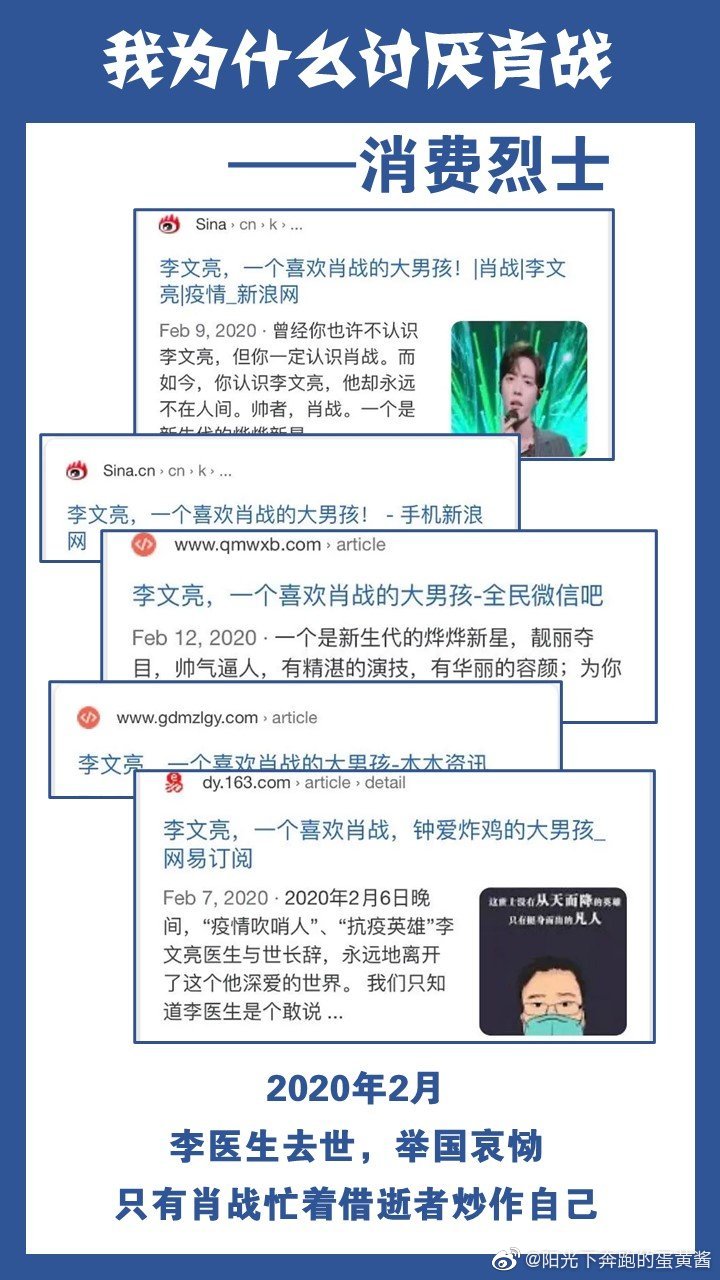 我为什么讨厌肖战
——消费烈士
Sina › cn › k › ...
李文亮，一个喜欢肖战的大男孩！|肖战|李文
亮|疫情_新浪网
Feb 9, 2020 · 曾经你也许不认识
李文亮，但你一定认识肖战。而
如今，你认识李文亮，他却永远
不在人间。帅者，肖战。一个是
新生代的烨烨新星
Sina.cn › cn › k › ...
李文亮，一个喜欢肖战的大男孩！ - 手机新浪
网
www.qmwxb.com › article
李文亮，一个喜欢肖战的大男孩-全民微信吧
Feb 12, 2020 · 一个是新生代的烨烨新星，靓丽夺
目，帅气逼人，有精湛的演技，有华丽的容颜；为你
www.gdmzlgy.com › article
李文亮，一个喜欢肖战的大男孩-木木资讯
dy.163.com › article › detail
李文亮，一个喜欢肖战，钟爱炸鸡的大男孩_
网易订阅
Feb 7, 2020 · 2020年2月6日晚
间，“疫情吹哨人”、“抗疫英雄”李
文亮医生与世长辞，永远地离开
了这个他深爱的世界。 我们只知
道李医生是个敢说 ...
这世上没有从天而降的英雄
只有挺身而出的凡人
2020年2月
李医生去世，举国哀恸
只有肖战忙着借逝者炒作自己
@阳光下奔跑的蛋黄酱